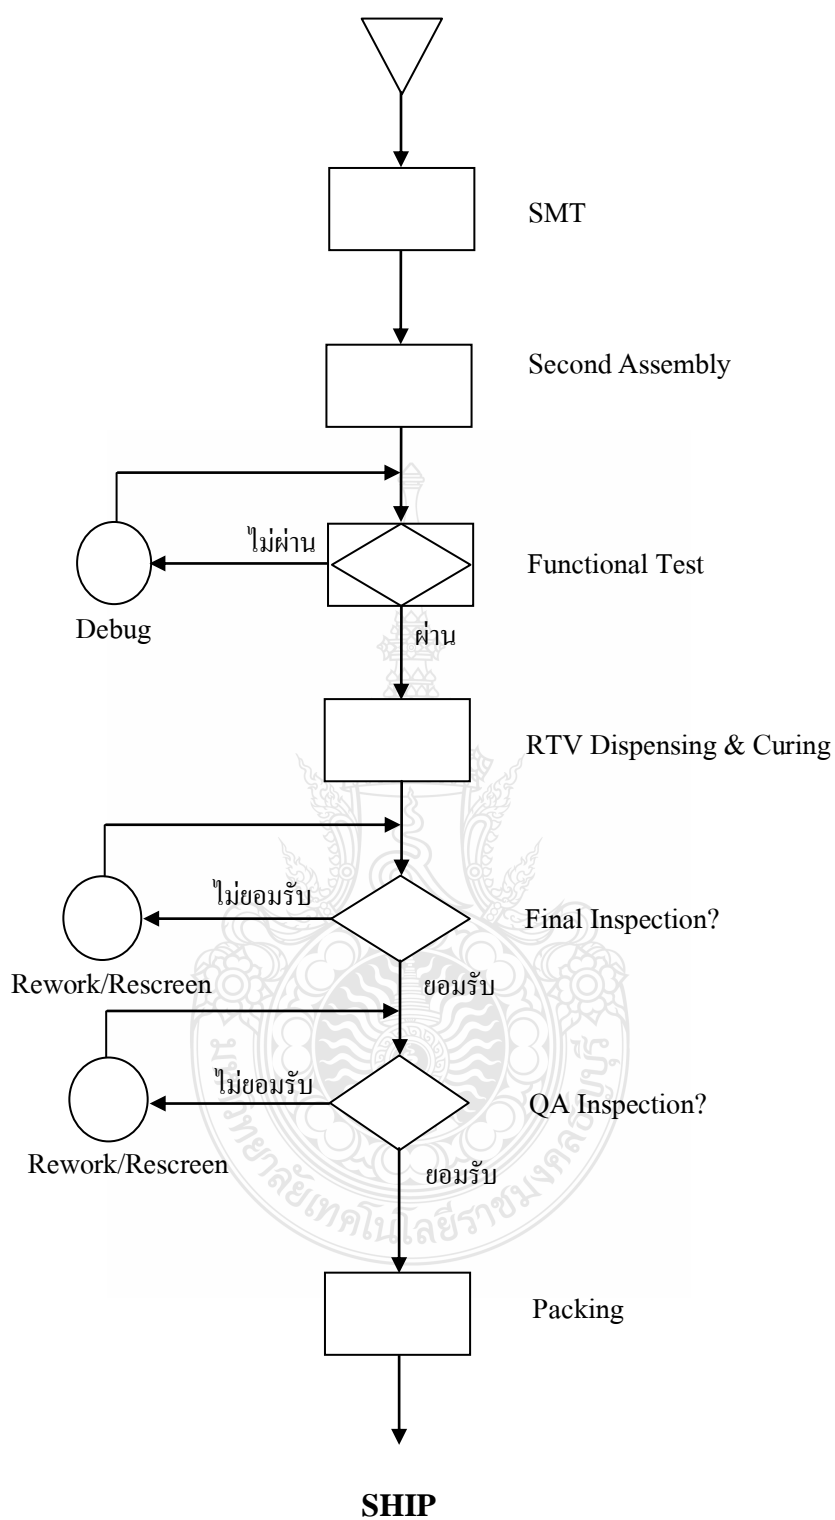 SMT
Second Assembly
ไม่ผ่าน
Functional Test
Debug
ผ่าน
RTV Dispensing & Curing
ไม่ยอมรับ
Final Inspection?
Rework/Rescreen
ยอมรับ
ไม่ยอมรับ
QA Inspection?
Rework/Rescreen
ยอมรับ
Packing
SHIP